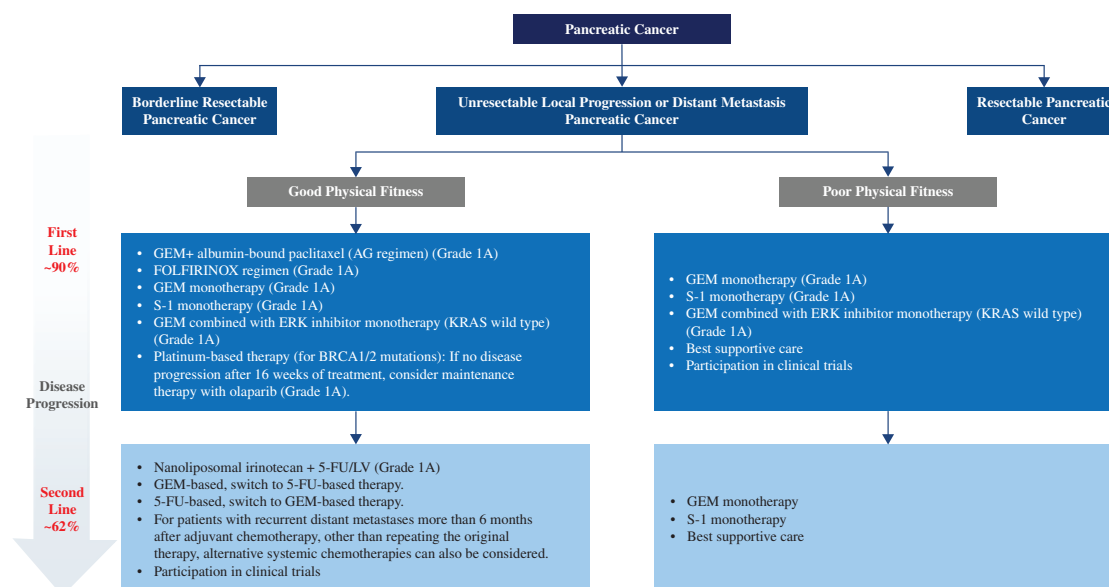 Pancreatic Cancer
Borderline Resectable
Pancreatic Cancer
Unresectable Local Progression or Distant Metastasis
Pancreatic Cancer
Resectable Pancreatic
Cancer
Good Physical Fitness
Poor Physical Fitness
First
Line
~90%
• GEM+ albumin-bound paclitaxel (AG regimen) (Grade 1A)
• FOLFIRINOX regimen (Grade 1A)
• GEM monotherapy (Grade 1A)
• S-1 monotherapy (Grade 1A)
• GEM combined with ERK inhibitor monotherapy (KRAS wild type)
(Grade 1A)
• Platinum-based therapy (for BRCA1/2 mutations): If no disease
progression after 16 weeks of treatment, consider maintenance
therapy with olaparib (Grade 1A).
• GEM monotherapy (Grade 1A)
• S-1 monotherapy (Grade 1A)
• GEM combined with ERK inhibitor monotherapy (KRAS wild type)
(Grade 1A)
• Best supportive care
• Participation in clinical trials
Disease
Progression
Second
Line
~62%
• Nanoliposomal irinotecan + 5-FU/LV (Grade 1A)
• GEM-based, switch to 5-FU-based therapy.
• 5-FU-based, switch to GEM-based therapy.
• For patients with recurrent distant metastases more than 6 months
after adjuvant chemotherapy, other than repeating the original
therapy, alternative systemic chemotherapies can also be considered.
• Participation in clinical trials
• GEM monotherapy
• S-1 monotherapy
• Best supportive care